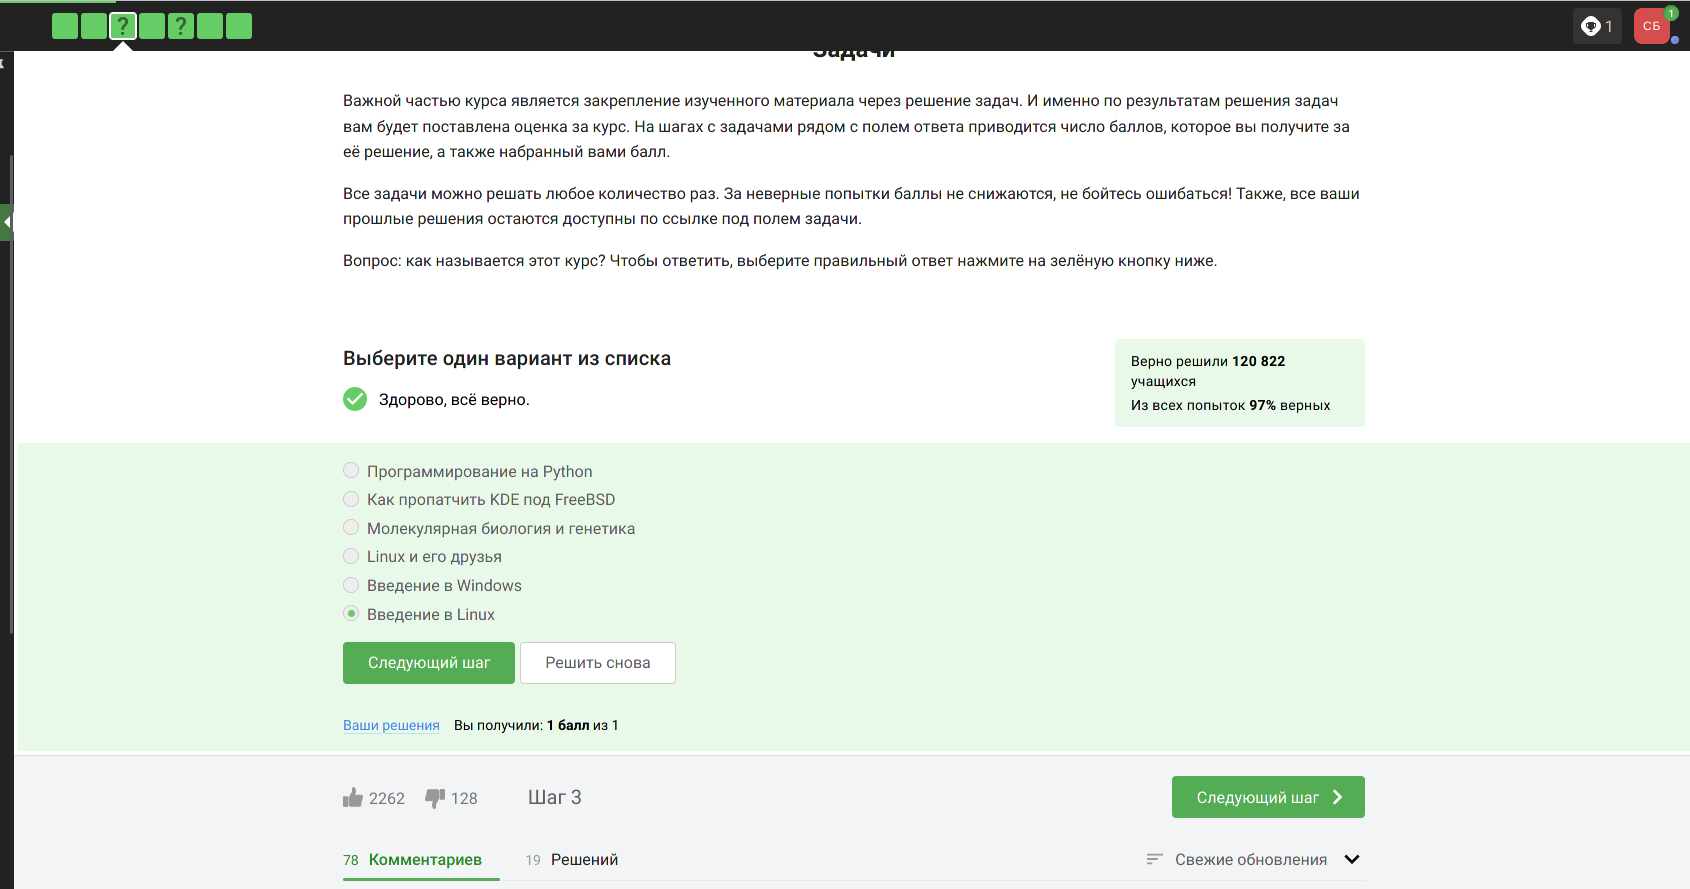 ? ?
1
СБ
1
Задачи
Важной частью курса является закрепление изученного материала через решение задач. И именно по результатам решения задач
вам будет поставлена оценка за курс. На шагах с задачами рядом с полем ответа приводится число баллов, которое вы получите за
её решение, а также набранный вами балл.
Все задачи можно решать любое количество раз. За неверные попытки баллы не снижаются, не бойтесь ошибаться! Также, все ваши
прошлые решения остаются доступны по ссылке под полем задачи.
Вопрос: как называется этот курс? Чтобы ответить, выберите правильный ответ нажмите на зелёную кнопку ниже.
Выберите один вариант из списка
Здорово, всё верно.
Верно решили 120 822
учащихся
Из всех попыток 97% верных
Программирование на Python
Как пропатчить KDE под FreeBSD
Молекулярная биология и генетика
Linux и его друзья
Введение в Windows
Введение в Linux
Следующий шаг Решить снова
Ваши решения Вы получили: 1 балл из 1
2262 128 Шаг 3 Следующий шаг
78 Комментариев 19 Решений Свежие обновления